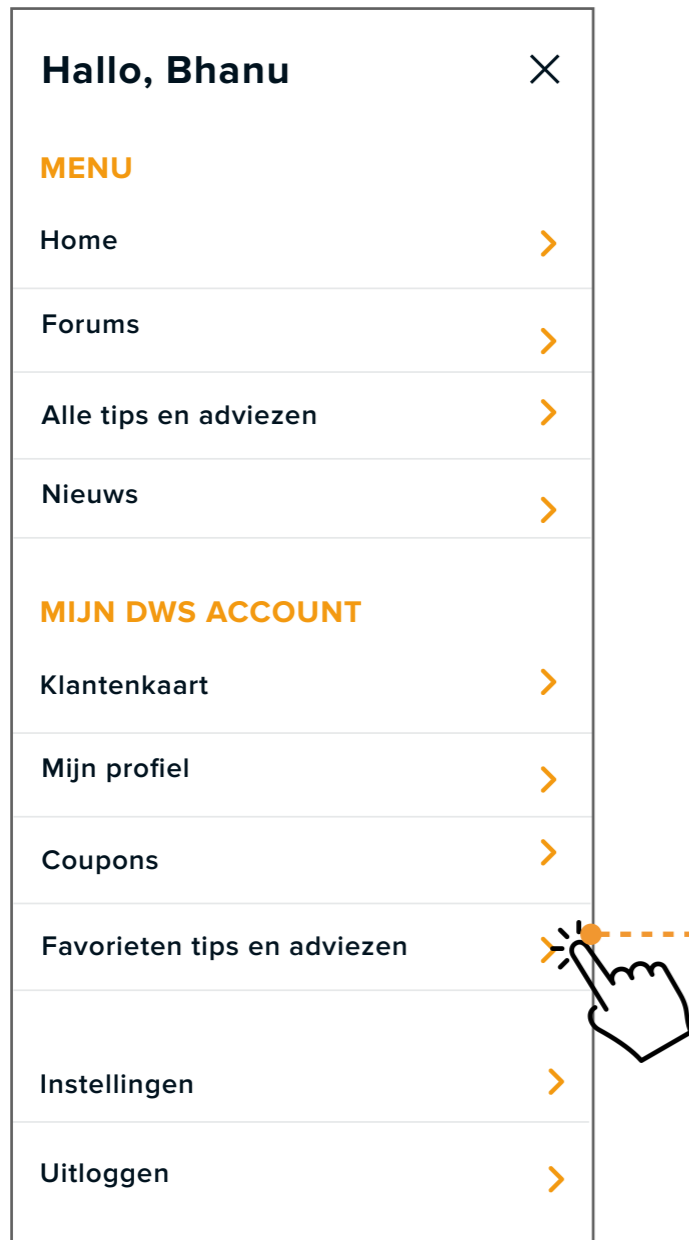 Hallo, Bhanu
MENU
Home
Forums
Alle tips en adviezen
Nieuws
MIJN DWS ACCOUNT
Klantenkaart
Mijn profiel
Coupons
Favorieten tips en adviezen
Instellingen
Uitloggen